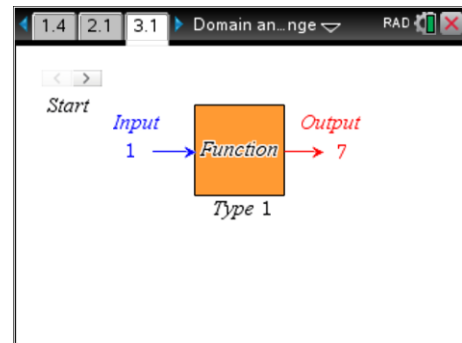 1.4 2.1 3.1 Domain an...nge RAD
< >
Start
Input Output
1 Function 7
Type 1